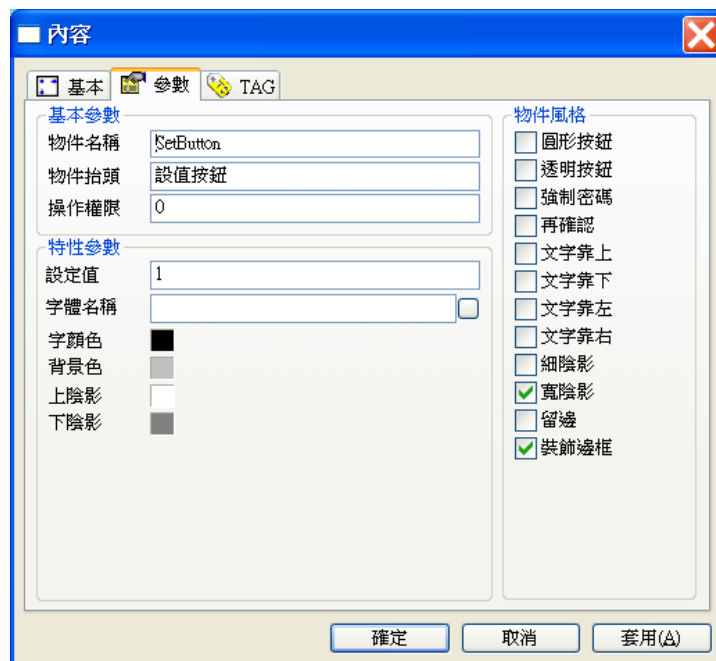 內容
基本 參數 TAG
基本參數
物件名稱 SetButton
物件抬頭 設值按鈕
操作權限 0
特性參數
設定值 1
字體名稱
字顏色
背景色
上陰影
下陰影
物件風格
圓形按鈕
透明按鈕
強制密碼
再確認
文字靠上
文字靠下
文字靠左
文字靠右
細陰影
寬陰影
留邊
裝飾邊框
確定 取消 套用(A)